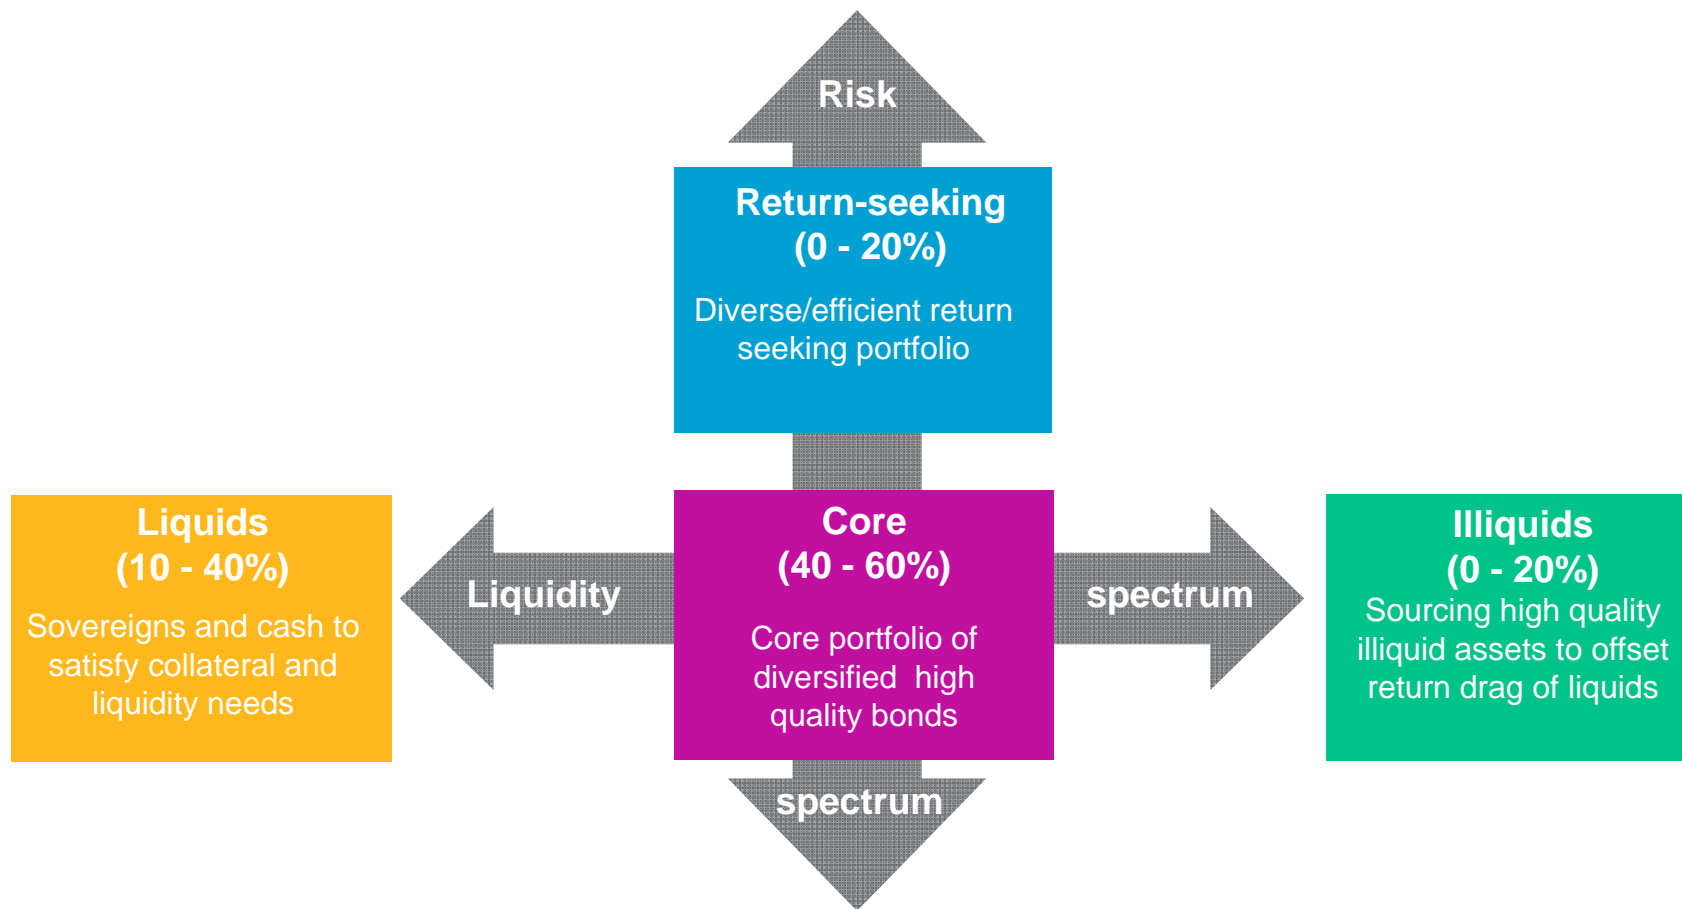 Risk
Return-seeking
(0 - 20%)
Diverse/efficient return
seeking portfolio
Liquids
(10 - 40%)
Sovereigns and cash to
satisfy collateral and
liquidity needs
Liquidity
Core
(40 - 60%)
Core portfolio of
diversified high
quality bonds
spectrum
Illiquids
(0 - 20%)
Sourcing high quality
illiquid assets to offset
return drag of liquids
spectrum